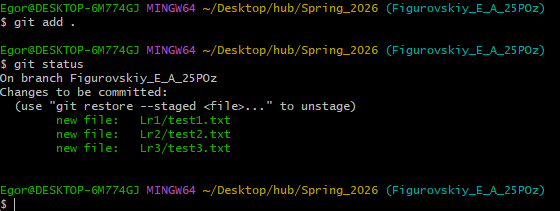 Egor@DESKTOP-6M774GJ MINGW64 ~/Desktop/hub/Spring_2026 (Figurovskiy_E_A_25POz)
$ git add .
Egor@DESKTOP-6M774GJ MINGW64 ~/Desktop/hub/Spring_2026 (Figurovskiy_E_A_25POz)
$ git status
On branch Figurovskiy_E_A_25POz
Changes to be committed:
  (use "git restore --staged <file>..." to unstage)
        new file:   Lr1/test1.txt
        new file:   Lr2/test2.txt
        new file:   Lr3/test3.txt
Egor@DESKTOP-6M774GJ MINGW64 ~/Desktop/hub/Spring_2026 (Figurovskiy_E_A_25POz)
$